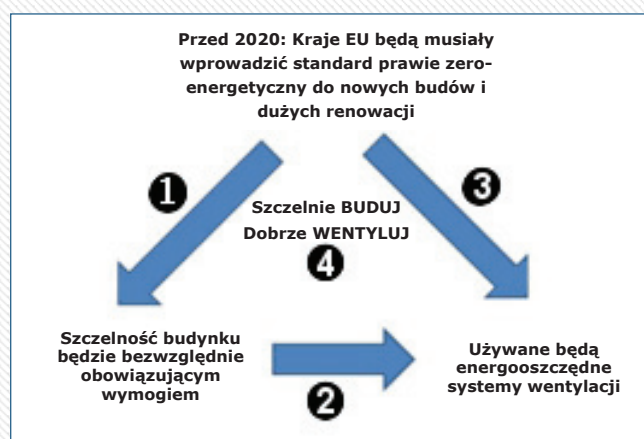 Przed 2020: Kraje EU będą musiały
wprowadzić standard prawie zero-
energetyczny do nowych budów i
dużych renowacji
1
3
Szczelnie BUDUJ
Dobrze WENTYLUJ
4
Szczelność budynku
będzie bezwzględnie
obowiązującym
wymogiem
2
Używane będą
energooszczędne
systemy wentylacji